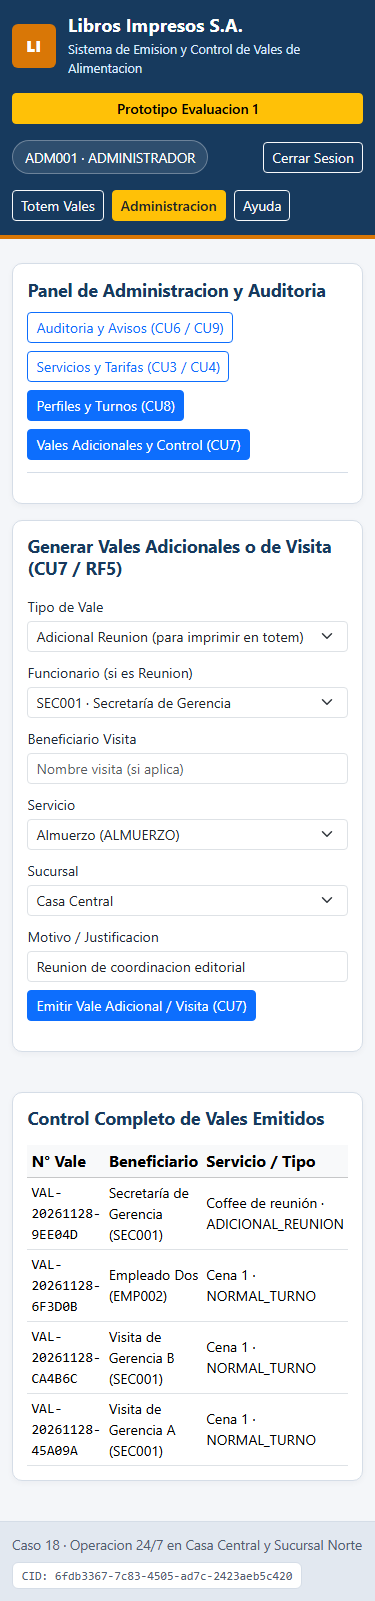 LI
Libros Impresos S.A.
Sistema de Emision y Control de Vales de
Alimentacion
Prototipo Evaluacion 1
ADM001 · ADMINISTRADOR
Cerrar Sesion
Totem Vales
Administracion
Ayuda
Panel de Administracion y Auditoria
Auditoria y Avisos (CU6 / CU9)
Servicios y Tarifas (CU3 / CU4)
Perfiles y Turnos (CU8)
Vales Adicionales y Control (CU7)
Generar Vales Adicionales o de Visita
(CU7 / RF5)
Tipo de Vale
Adicional Reunion (para imprimir en totem)
Funcionario (si es Reunion)
SEC001 · Secretaría de Gerencia
Beneficiario Visita
Nombre visita (si aplica)
Servicio
Almuerzo (ALMUERZO)
Sucursal
Casa Central
Motivo / Justificacion
Reunion de coordinacion editorial
Emitir Vale Adicional / Visita (CU7)
Control Completo de Vales Emitidos
N° Vale Beneficiario Servicio / Tipo
VAL-20261128-9EE04D Secretaría de Gerencia (SEC001) Coffee de reunión · ADICIONAL_REUNION
VAL-20261128-6F3D0B Empleado Dos (EMP002) Cena 1 · NORMAL_TURNO
VAL-20261128-CA4B6C Visita de Gerencia B (SEC001) Cena 1 · NORMAL_TURNO
VAL-20261128-45A09A Visita de Gerencia A (SEC001) Cena 1 · NORMAL_TURNO
Caso 18 · Operacion 24/7 en Casa Central y Sucursal Norte
CID: 6fdb3367-7c83-4505-ad7c-2423aeb5c420